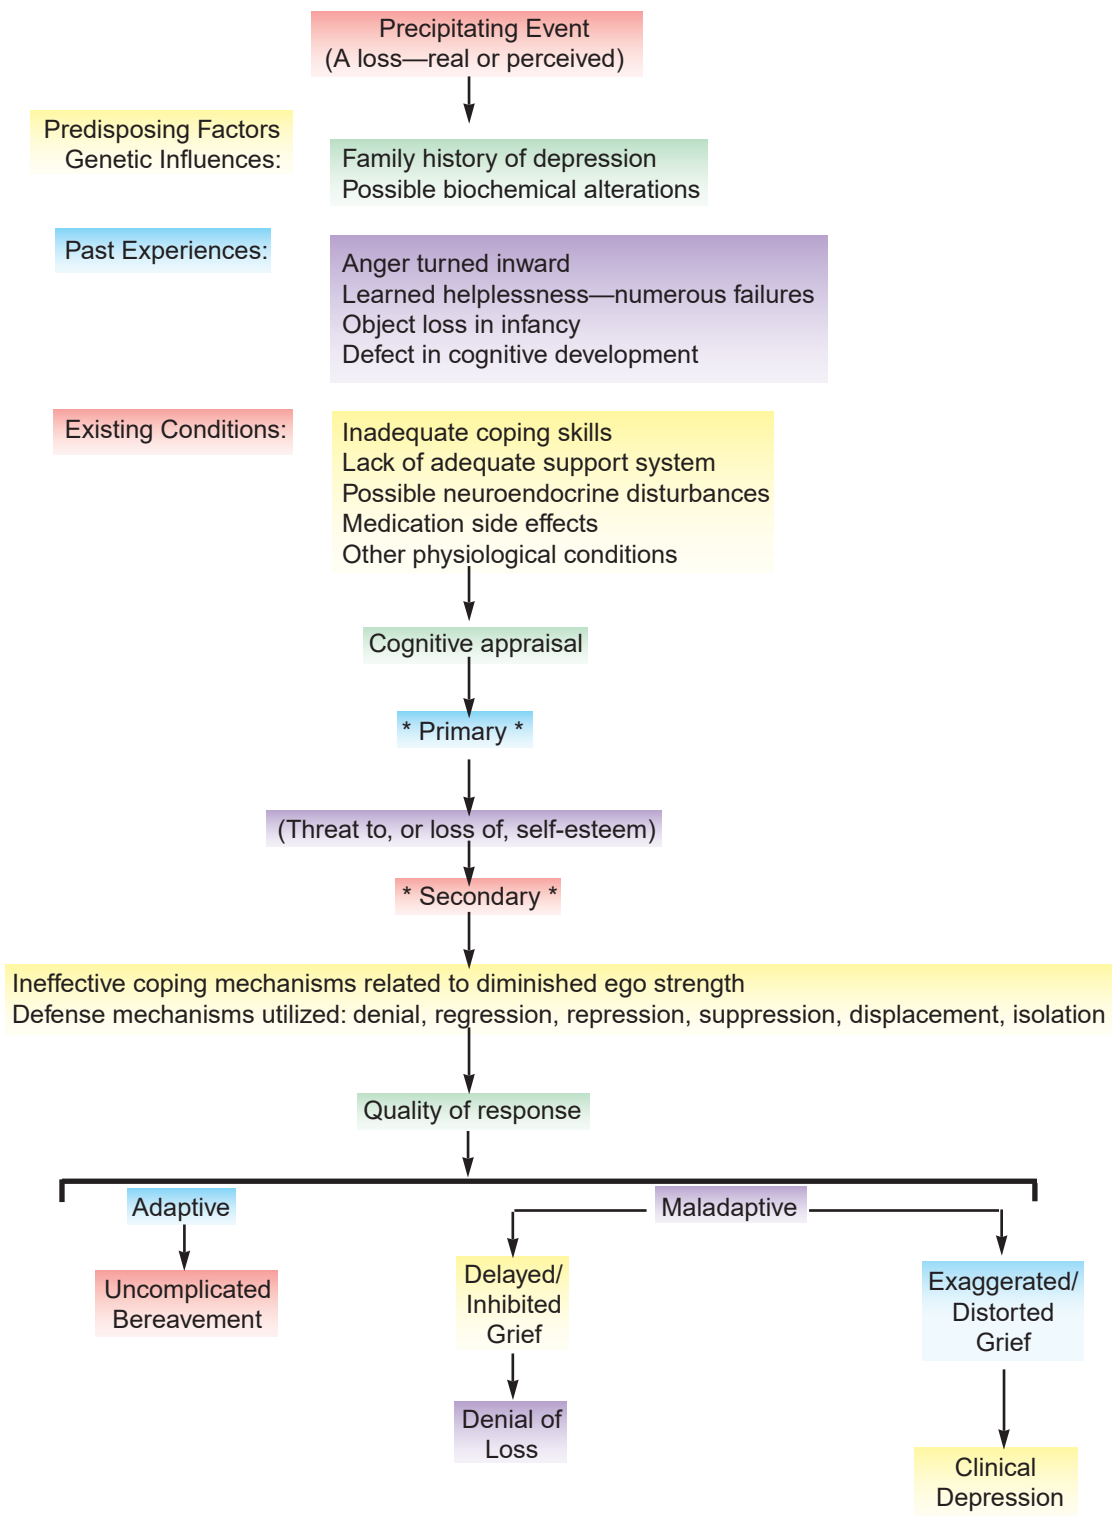 Precipitating Event
(A loss—real or perceived)
Predisposing Factors
Genetic Influences:
Family history of depression
Possible biochemical alterations
Past Experiences:
Anger turned inward
Learned helplessness—numerous failures
Object loss in infancy
Defect in cognitive development
Existing Conditions:
Inadequate coping skills
Lack of adequate support system
Possible neuroendocrine disturbances
Medication side effects
Other physiological conditions
Cognitive appraisal
* Primary *
(Threat to, or loss of, self-esteem)
* Secondary *
Ineffective coping mechanisms related to diminished ego strength
Defense mechanisms utilized: denial, regression, repression, suppression, displacement, isolation
Quality of response
Adaptive
Maladaptive
Uncomplicated
Bereavement
Delayed/
Inhibited
Grief
Exaggerated/
Distorted
Grief
Denial of
Loss
Clinical
Depression